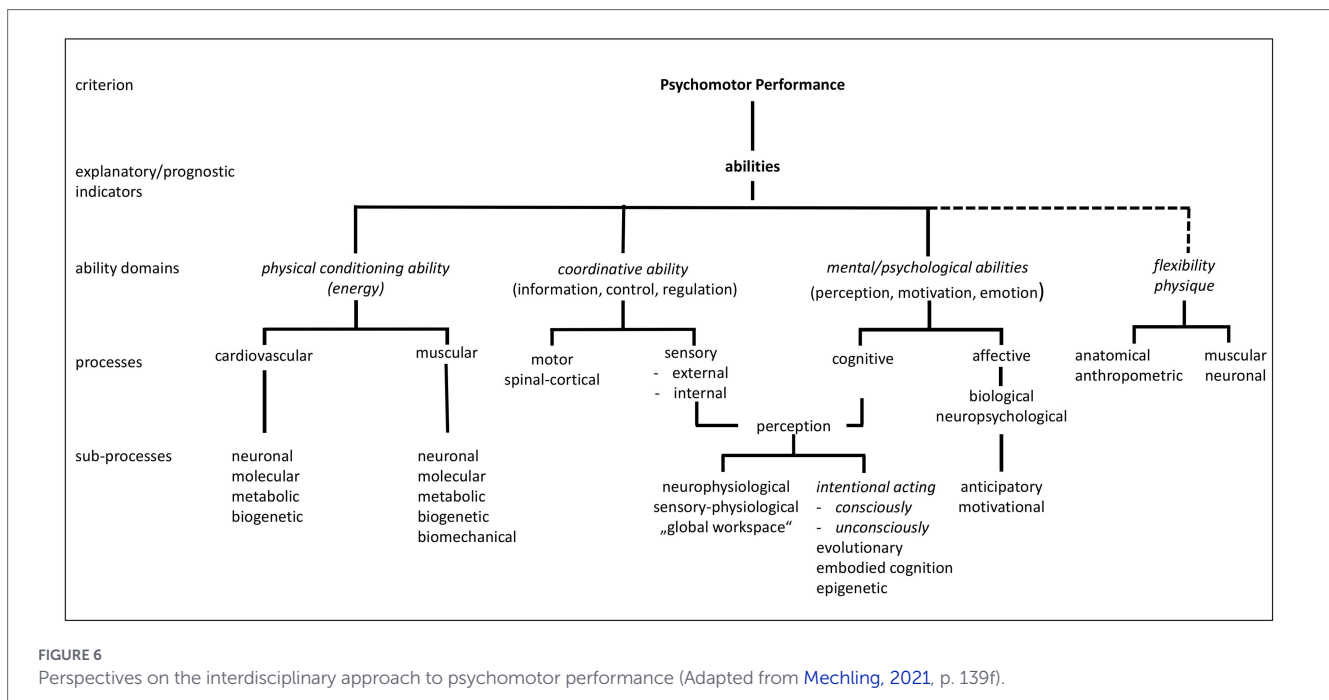 criterion
Psychomotor Performance
explanatory/prognostic
indicators
abilities
ability domains
physical conditioning ability
(energy)
coordinative ability
(information, control, regulation)
mental/psychological abilities
(perception, motivation, emotion)
flexibility
physique
processes
cardiovascular
muscular
motor
spinal-cortical
sensory
- external
- internal
cognitive
affective
biological
neuropsychological
anatomical
anthropometric
muscular
neuronal
perception
sub-processes
neuronal
molecular
metabolic
biogenetic
neuronal
molecular
metabolic
biogenetic
biomechanical
neurophysiological
sensory-physiological
„global workspace“
intentional acting
- consciously
- unconsciously
evolutionary
embodied cognition
epigenetic
anticipatory
motivational
FIGURE 6
Perspectives on the interdisciplinary approach to psychomotor performance (Adapted from Mechling, 2021, p. 139f).